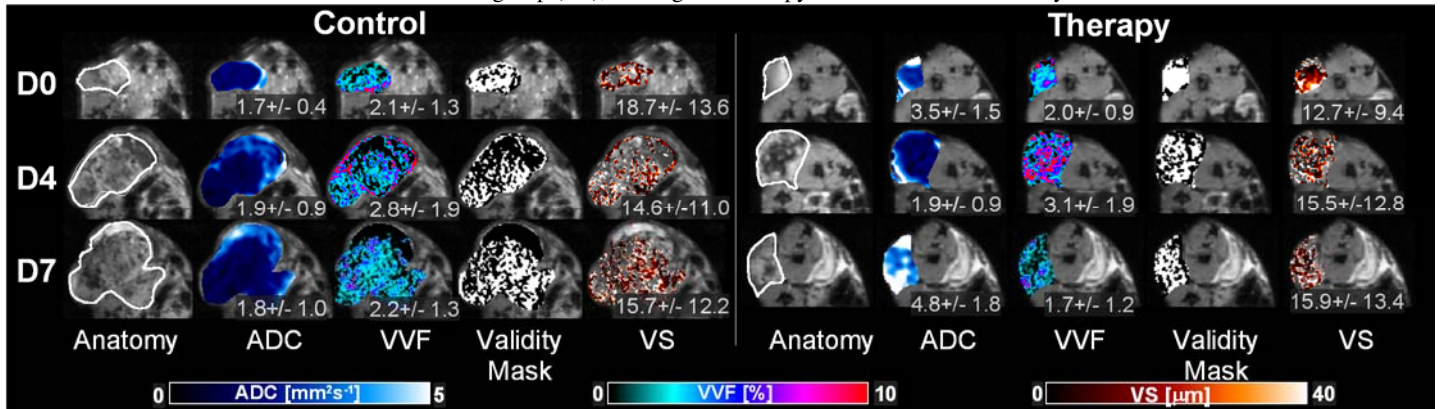 Control Therapy
D0 1.7+/- 0.4 2.1+/- 1.3 18.7+/- 13.6 3.5+/- 1.5 2.0+/- 0.9 12.7+/- 9.4
D4 1.9+/- 0.9 2.8+/- 1.9 14.6+/-11.0 1.9+/- 0.9 3.1+/- 1.9 15.5+/-12.8
D7 1.8+/- 1.0 2.2+/- 1.3 15.7+/- 12.2 4.8+/- 1.8 1.7+/- 1.2 15.9+/- 13.4
Anatomy ADC VVF Validity VS Anatomy ADC VVF Validity VS
Mask Mask
0 ADC [mm²s⁻¹] 5 0 VVF [%] 10 0 VS [µm] 40